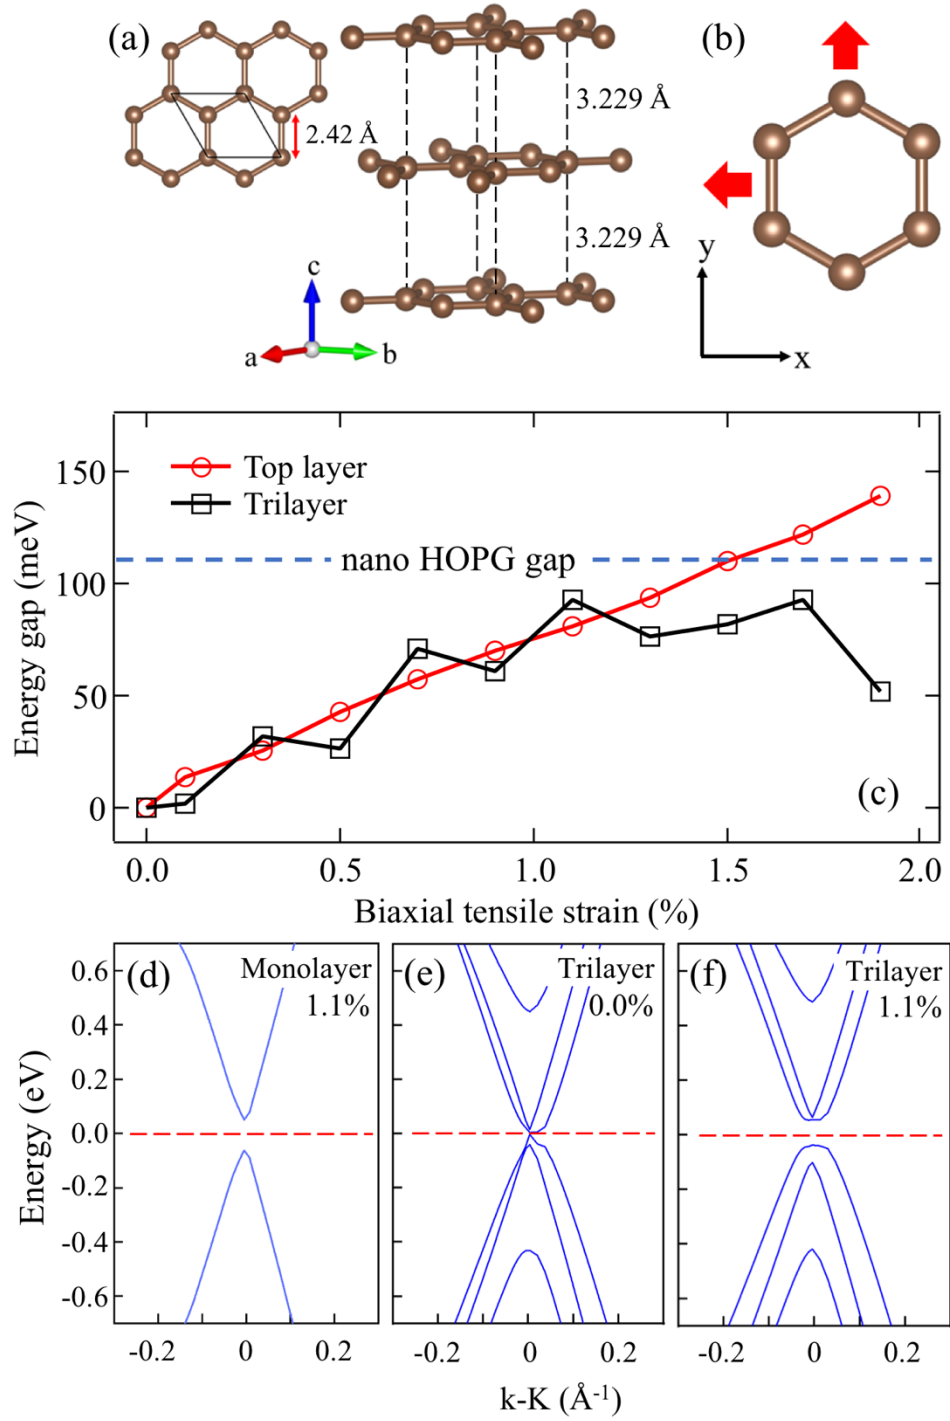 (a)
2.42 Å
3.229 Å
3.229 Å
c
a
b
(b)
y
x
Energy gap (meV)
150
100
50
0
Top layer
Trilayer
nano HOPG gap
(c)
0.0
0.5
1.0
1.5
2.0
Biaxial tensile strain (%)
Energy (eV)
0.6
0.4
0.2
0.0
-0.2
-0.4
-0.6
(d)
Monolayer
1.1%
-0.2
0
0.2
(e)
Trilayer
0.0%
-0.2
0
0.2
(f)
Trilayer
1.1%
-0.2
0
0.2
k-K (Å⁻¹)